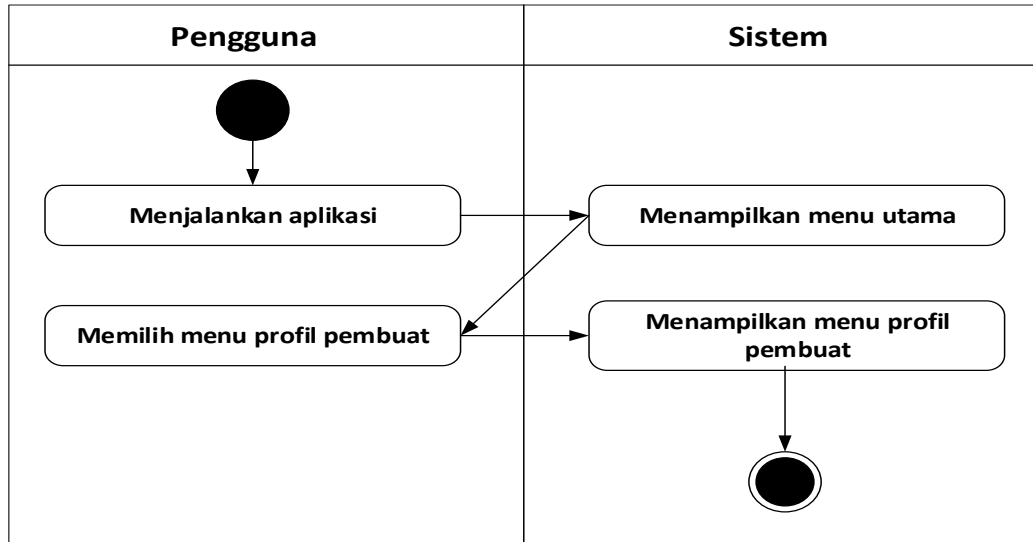 Pengguna
Sistem
Menjalankan aplikasi
Menampilkan menu utama
Memilih menu profil pembuat
Menampilkan menu profil
pembuat